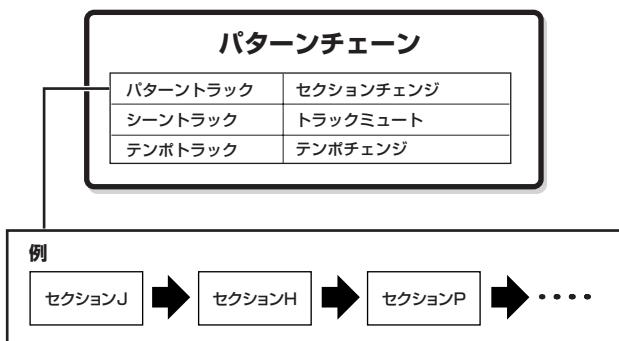 パターンチェーン
パターントラック セクションチェンジ
シーントラック トラックミュート
テンポトラック テンポチェンジ
例
セクションJ セクションH セクションP ・・・・